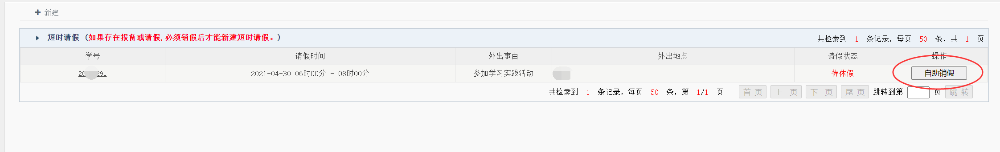 新建
短时请假 (如果存在报备或请假,必须销假后才能新建短时请假。)
共检索到 1 条记录，每页 50 条，共 1 页
学号 请假时间 外出事由 外出地点 请假状态 操作
20 291 2021-04-30 06时00分 - 08时00分 参加学习实践活动 待休假 自助销假
共检索到 1 条记录，每页 50 条，第 1/1 页 首 页 上一页 下一页 尾 页 跳转到第 页 跳 转